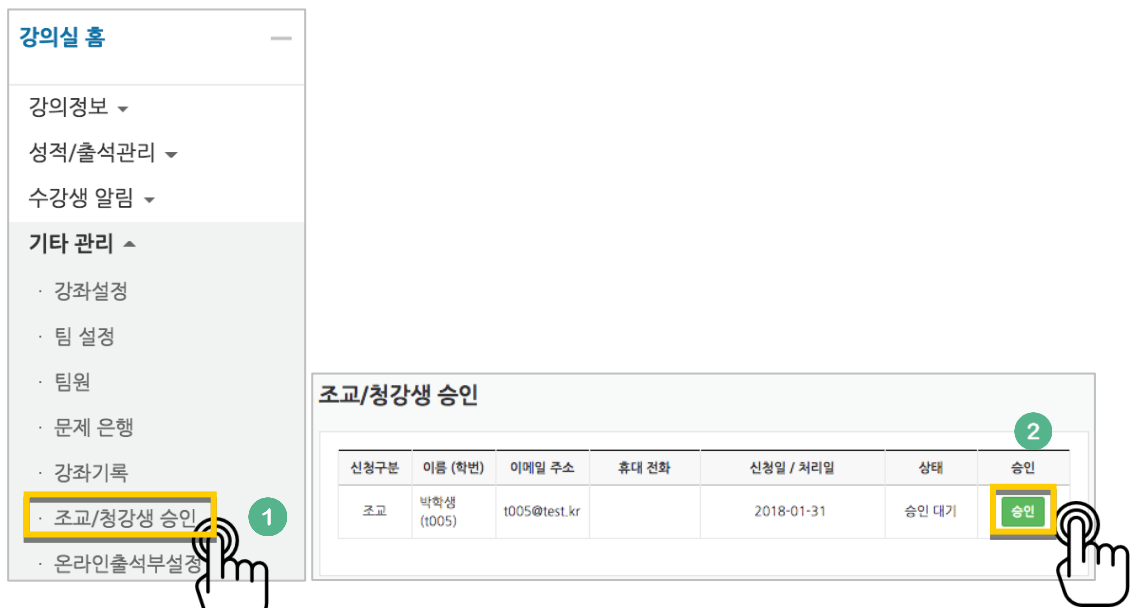 강의실 홈
강의정보
성적/출석관리
수강생 알림
기타 관리
· 강좌설정
· 팀 설정
· 팀원
· 문제 은행
· 강좌기록
· 조교/청강생 승인
1
· 온라인출석부설정
조교/청강생 승인
2
신청구분 이름 (학번) 이메일 주소 휴대 전화 신청일 / 처리일 상태 승인
조교 박학생 (t005) t005@test.kr 2018-01-31 승인 대기 승인